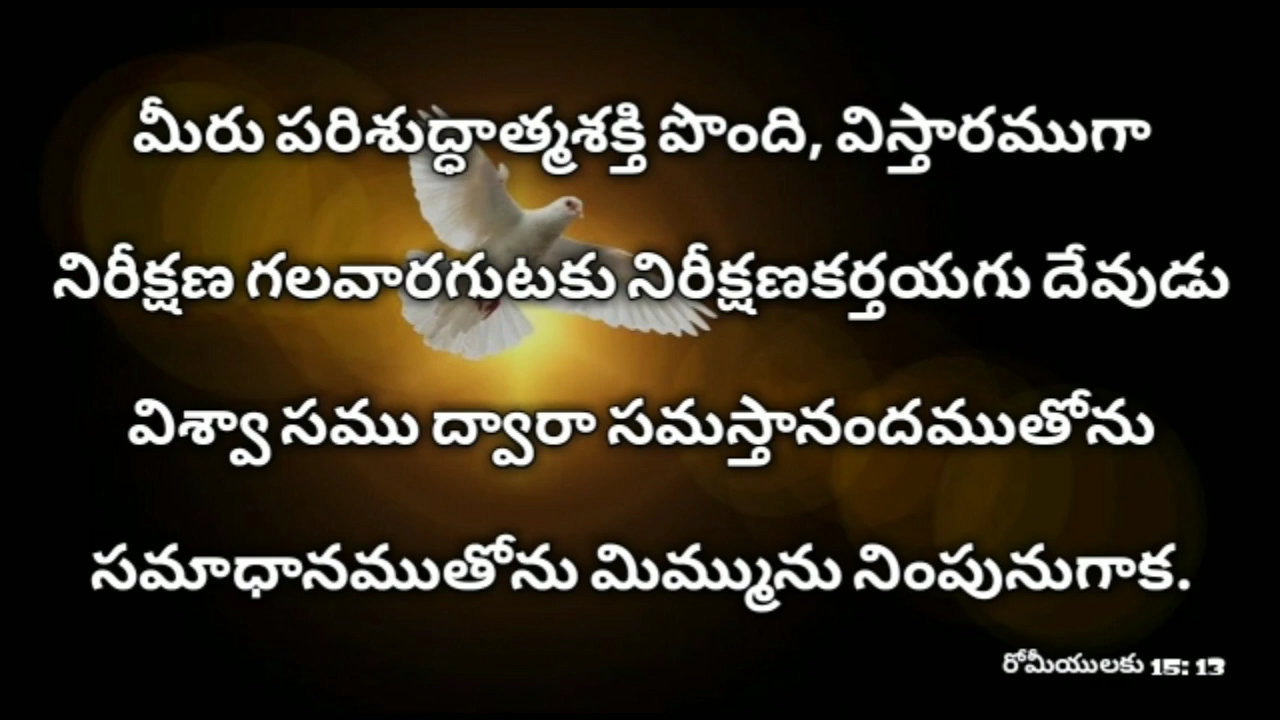 మీరు పరిశుద్ధాత్మశక్తి పొంది, విస్తారముగా
నిరీక్షణ గలవారగుటకు నిరీక్షణకర్తయగు దేవుడు
విశ్వా సము ద్వారా సమస్తానందముతోను
సమాధానముతోను మిమ్మును నింపునుగాక.
రోమీయులకు 15: 13